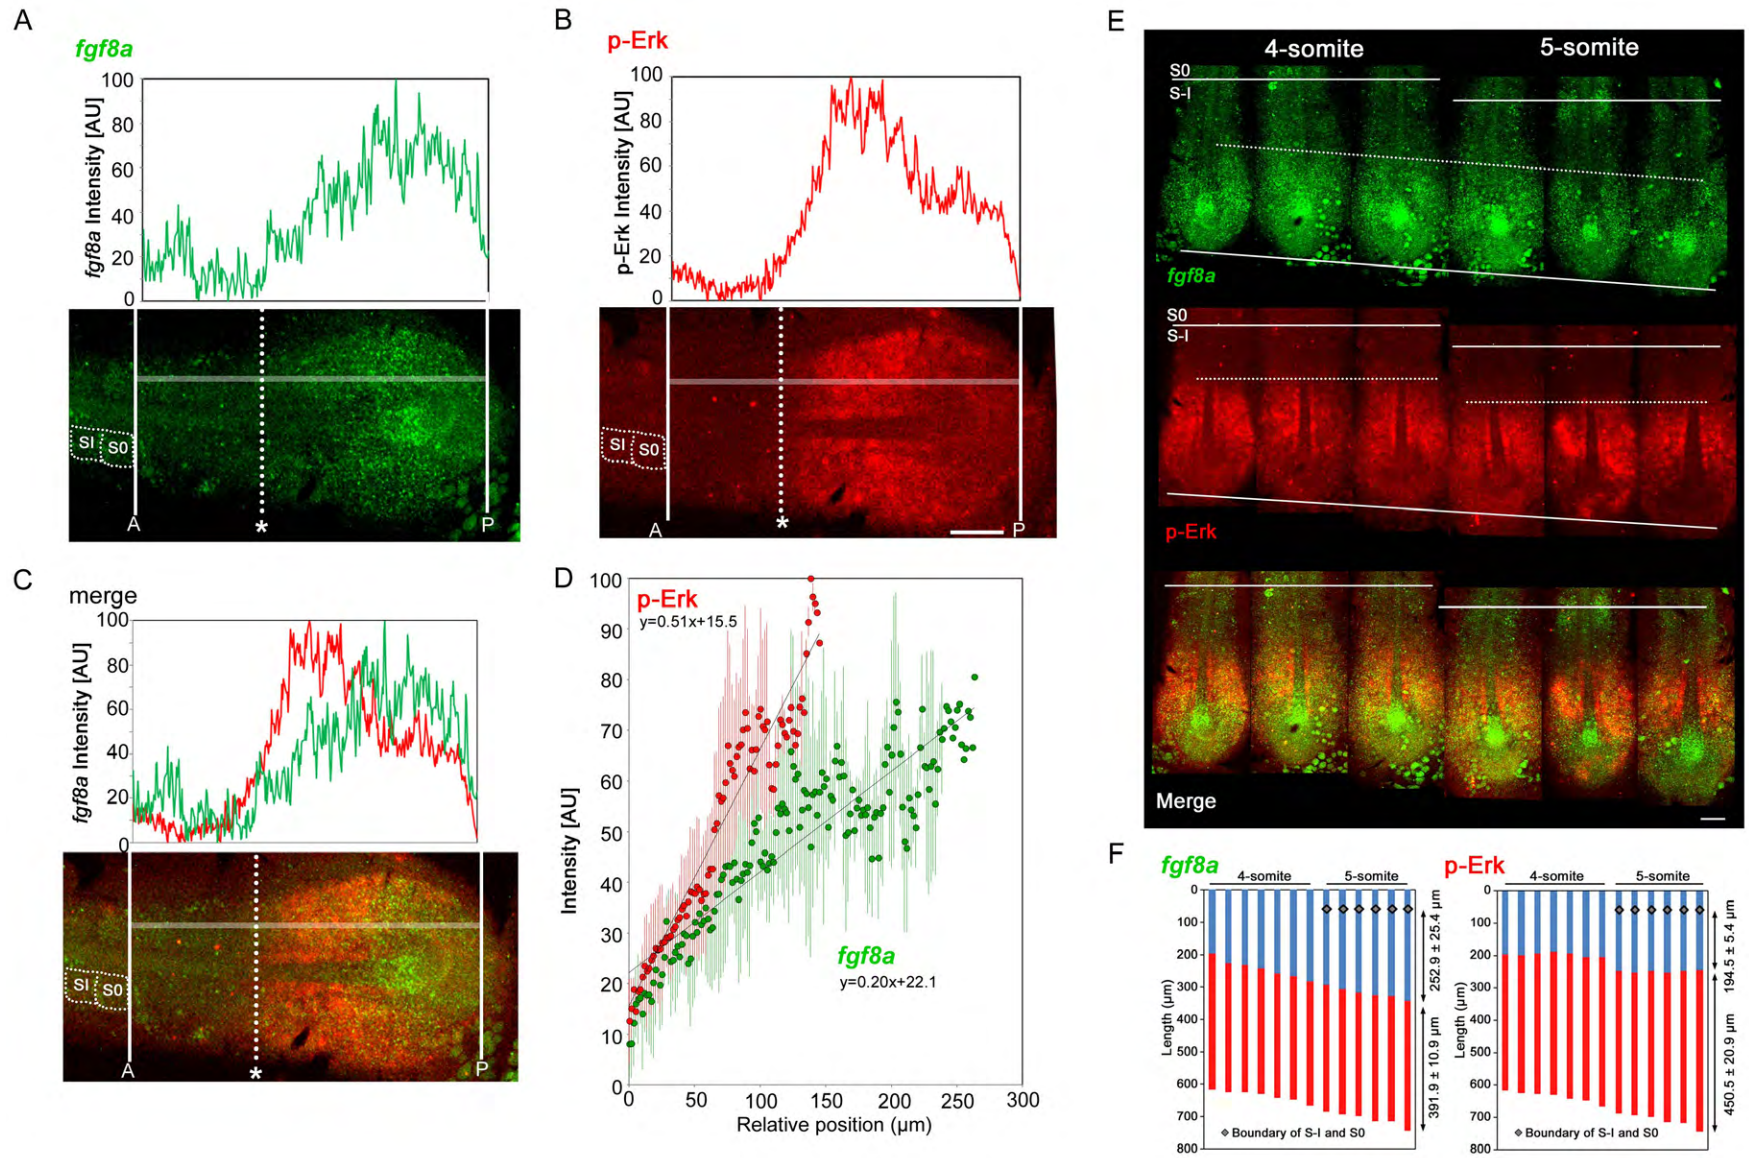 A
fgf8a
fgf8a Intensity [AU]
100
80
60
40
20
0
SI S0
A * P
B
p-Erk
p-Erk Intensity [AU]
100
80
60
40
20
0
SI S0
A * P
C
merge
fgf8a Intensity [AU]
100
80
60
40
20
0
SI S0
A * P
D
p-Erk
y=0.51x+15.5
fgf8a
y=0.20x+22.1
Intensity [AU]
100
90
80
70
60
50
40
30
20
10
0
0 50 100 150 200 250 300
Relative position (µm)
E
4-somite 5-somite
S0
S-I
fgf8a
S0
S-I
p-Erk
Merge
F
fgf8a
4-somite 5-somite
Length (µm)
0
100
200
300
400
500
600
700
800
252.9 ± 25.4 µm
391.9 ± 10.9 µm
Boundary of S-I and S0
p-Erk
4-somite 5-somite
Length (µm)
0
100
200
300
400
500
600
700
800
194.5 ± 5.4 µm
450.5 ± 20.9 µm
Boundary of S-I and S0